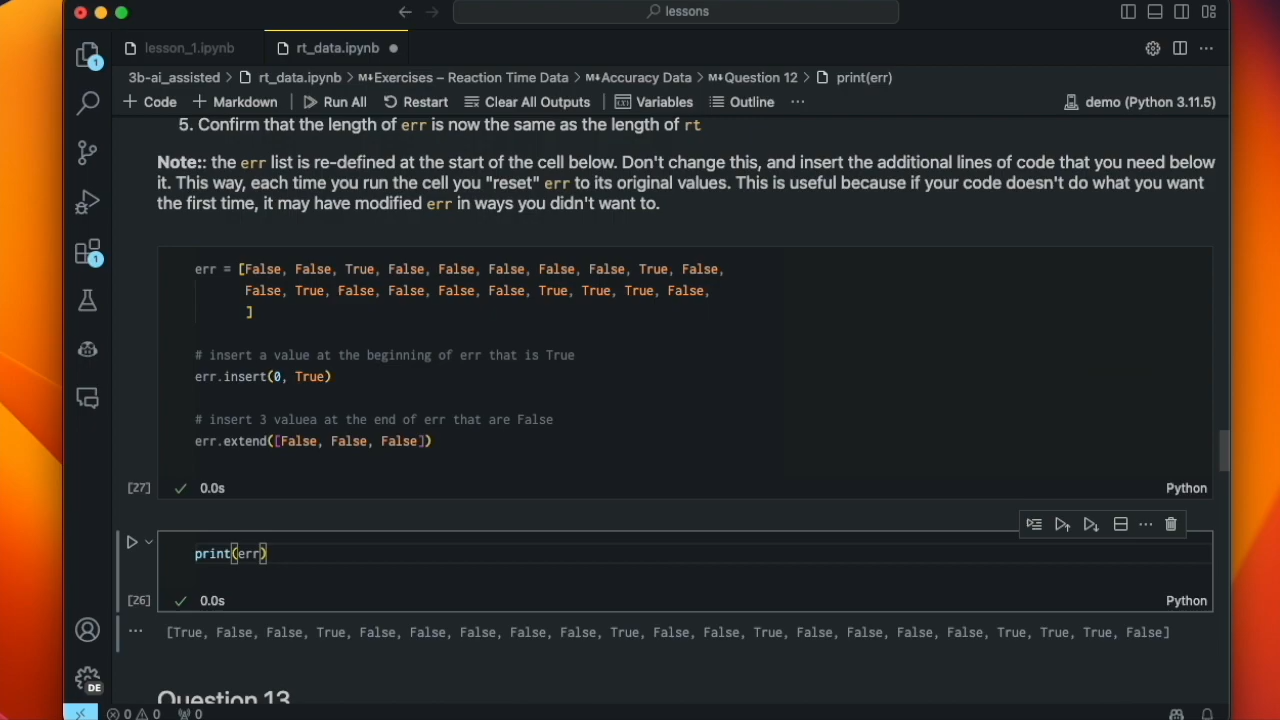 lessons
lesson_1.ipynb
rt_data.ipynb
3b-ai_assisted > rt_data.ipynb > M↓Exercises – Reaction Time Data > M↓Accuracy Data > M↓Question 12 > print(err)
Code Markdown Run All Restart Clear All Outputs Variables Outline ··· demo (Python 3.11.5)
5. Confirm that the length of err is now the same as the length of rt
Note:: the err list is re-defined at the start of the cell below. Don't change this, and insert the additional lines of code that you need below
it. This way, each time you run the cell you "reset" err to its original values. This is useful because if your code doesn't do what you want
the first time, it may have modified err in ways you didn't want to.
err = [False, False, True, False, False, False, False, False, True, False,
False, True, False, False, False, False, True, True, True, False,
]
# insert a value at the beginning of err that is True
err.insert(0, True)
# insert 3 valuea at the end of err that are False
err.extend([False, False, False])
[27] 0.0s Python
print(err)
[26] 0.0s Python
[True, False, False, True, False, False, False, False, False, True, False, False, True, False, False, False, False, True, True, True, False]
Question 13
1
1
DE
0 0 0